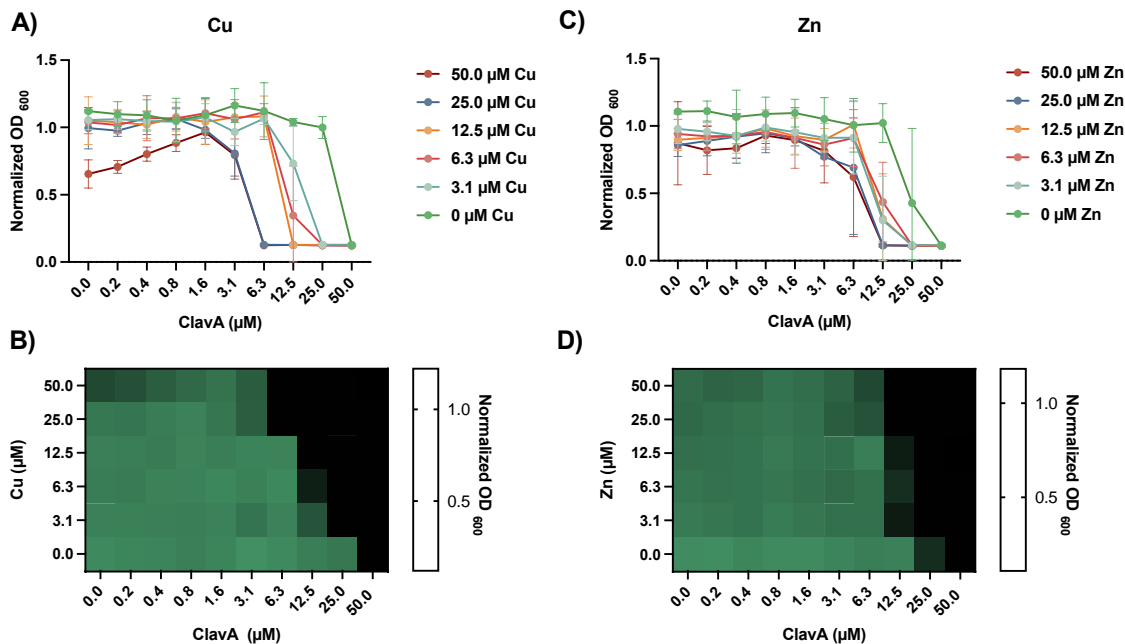 A)
Cu
Normalized OD 600
1.5
1.0
0.5
0.0
0.0 0.2 0.4 0.8 1.6 3.1 6.3 12.5 25.0 50.0
ClavA (µM)
50.0 µM Cu
25.0 µM Cu
12.5 µM Cu
6.3 µM Cu
3.1 µM Cu
0 µM Cu
C)
Zn
Normalized OD 600
1.5
1.0
0.5
0.0
0.0 0.2 0.4 0.8 1.6 3.1 6.3 12.5 25.0 50.0
ClavA (µM)
50.0 µM Zn
25.0 µM Zn
12.5 µM Zn
6.3 µM Zn
3.1 µM Zn
0 µM Zn
B)
Cu (µM)
50.0
25.0
12.5
6.3
3.1
0.0
0.0 0.2 0.4 0.8 1.6 3.1 6.3 12.5 25.0 50.0
ClavA (µM)
1.0
0.5
Normalized OD 600
D)
Zn (µM)
50.0
25.0
12.5
6.3
3.1
0.0
0.0 0.2 0.4 0.8 1.6 3.1 6.3 12.5 25.0 50.0
ClavA (µM)
1.0
0.5
Normalized OD 600